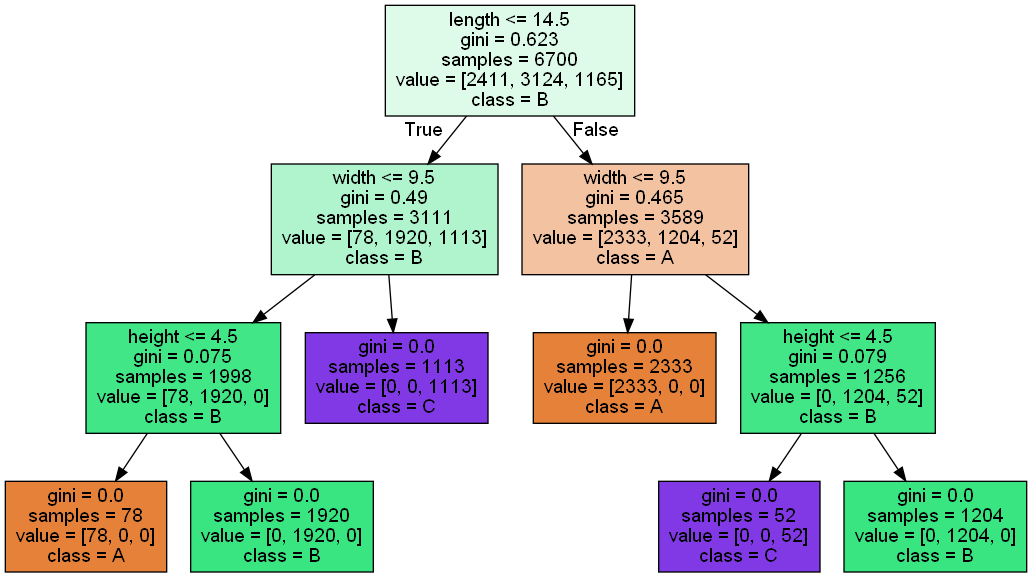 length <= 14.5
gini = 0.623
samples = 6700
value = [2411, 3124, 1165]
class = B
True
False
width <= 9.5
gini = 0.49
samples = 3111
value = [78, 1920, 1113]
class = B
width <= 9.5
gini = 0.465
samples = 3589
value = [2333, 1204, 52]
class = A
height <= 4.5
gini = 0.075
samples = 1998
value = [78, 1920, 0]
class = B
gini = 0.0
samples = 1113
value = [0, 0, 1113]
class = C
gini = 0.0
samples = 2333
value = [2333, 0, 0]
class = A
height <= 4.5
gini = 0.079
samples = 1256
value = [0, 1204, 52]
class = B
gini = 0.0
samples = 78
value = [78, 0, 0]
class = A
gini = 0.0
samples = 1920
value = [0, 1920, 0]
class = B
gini = 0.0
samples = 52
value = [0, 0, 52]
class = C
gini = 0.0
samples = 1204
value = [0, 1204, 0]
class = B